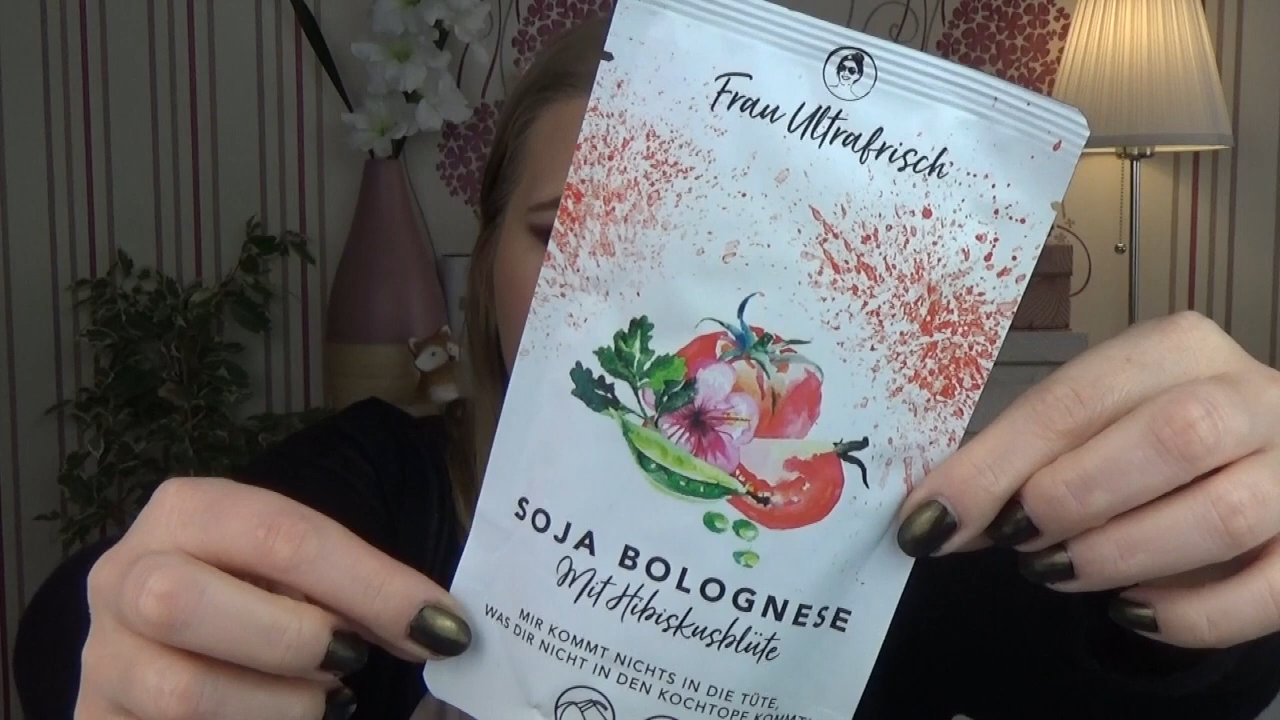 Frau Ultrafrisch
SOJA BOLOGNESE
Mit Hibiskusblüte
MIR KOMMT NICHTS IN DIE TÜTE,
WAS DIR NICHT IN DEN KOCHTOPF KOMMT!